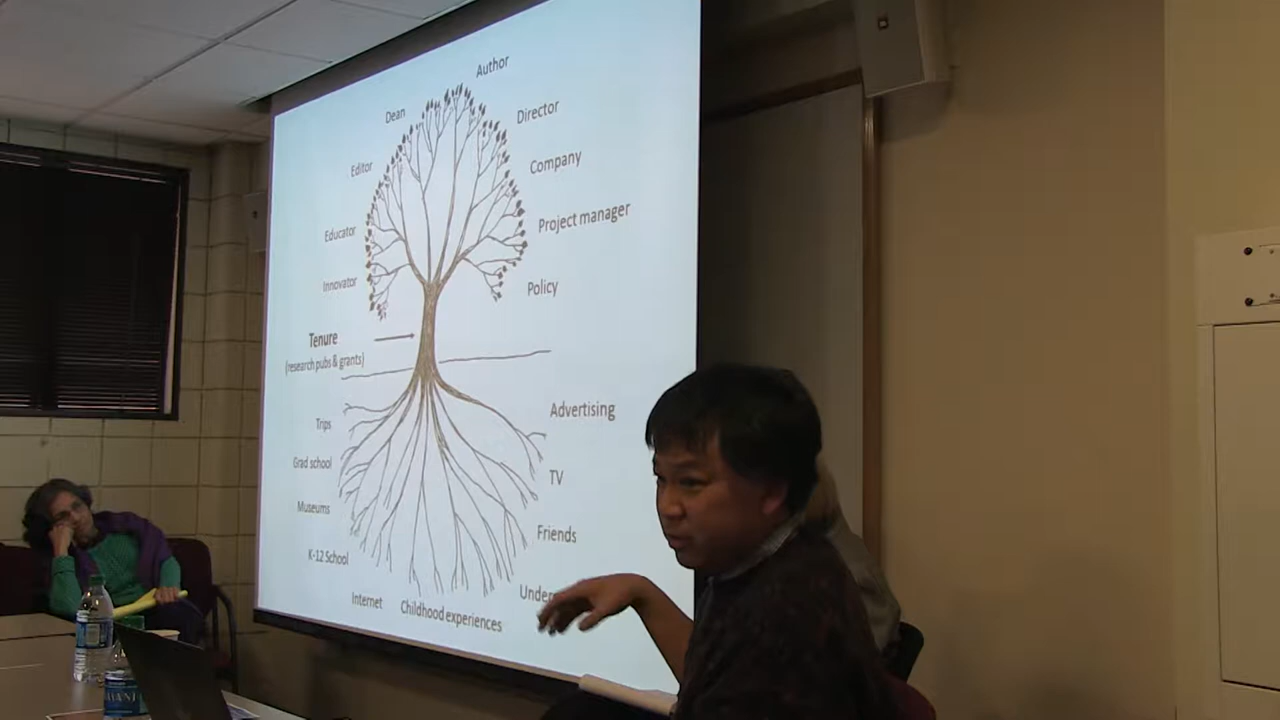 Author
Dean
Director
Editor
Company
Educator
Project manager
Innovator
Policy
Tenure
(research pubs & grants)
Advertising
Trips
Grad school
TV
Museums
Friends
K-12 School
Internet
Childhood experiences